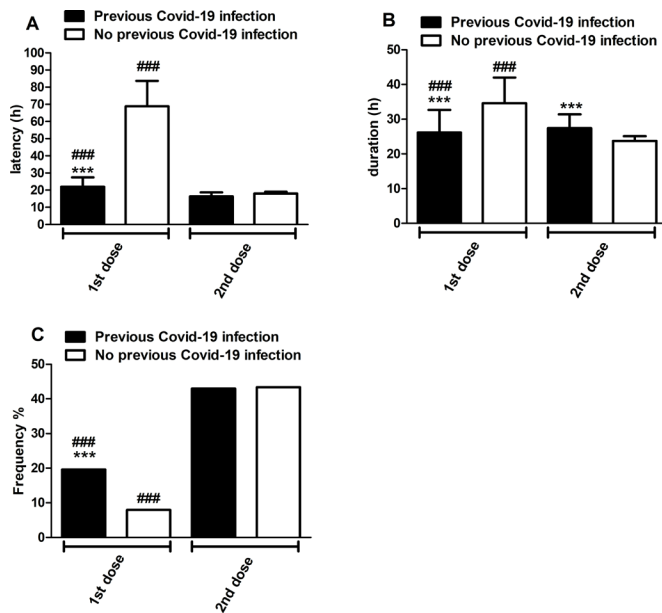 A
Previous Covid-19 infection
No previous Covid-19 infection
latency (h)
100
90
80
70
60
50
40
30
20
10
0
###
***
###
1st dose
2nd dose
B
Previous Covid-19 infection
No previous Covid-19 infection
duration (h)
50
40
30
20
10
0
###
***
###
***
1st dose
2nd dose
C
Previous Covid-19 infection
No previous Covid-19 infection
Frequency %
50
40
30
20
10
0
###
***
###
1st dose
2nd dose